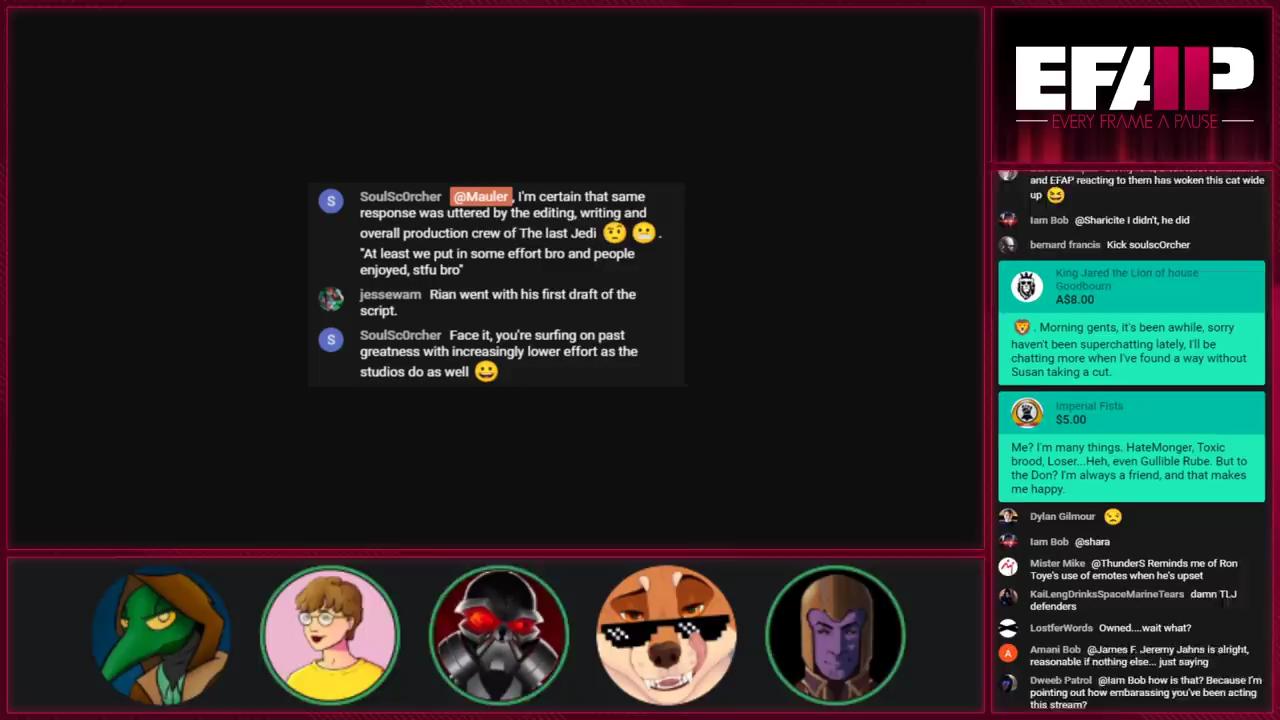 SoulSc0rcher @Mauler, I'm certain that same
response was uttered by the editing, writing and
overall production crew of The last Jedi 🤨 😬.
"At least we put in some effort bro and people
enjoyed, stfu bro"
jessewam Rian went with his first draft of the
script.
SoulSc0rcher Face it, you're surfing on past
greatness with increasingly lower effort as the
studios do as well 😀
EFAP
EVERY FRAME A PAUSE
and EFAP reacting to them has woken this cat wide
up 😆
Iam Bob @Sharicite I didn't, he did
bernard francis Kick soulsc0rcher
King Jared the Lion of house
Goodbourn
A$8.00
🦁. Morning gents, it's been awhile, sorry
haven't been superchatting lately, I'll be
chatting more when I've found a way without
Susan taking a cut.
Imperial Fists
$5.00
Me? I'm many things. HateMonger, Toxic
brood, Loser...Heh, even Gullible Rube. But to
the Don? I'm always a friend, and that makes
me happy.
Dylan Gilmour 😒
Iam Bob @shara
Mister Mike @ThunderS Reminds me of Ron
Toye's use of emotes when he's upset
KaiLengDrinksSpaceMarineTears damn TLJ
defenders
LostferWords Owned....wait what?
Amani Bob @James F. Jeremy Jahns is alright,
reasonable if nothing else... just saying
Dweeb Patrol @Iam Bob how is that? Because I'm
pointing out how embarassing you've been acting
this stream?
S
S
A